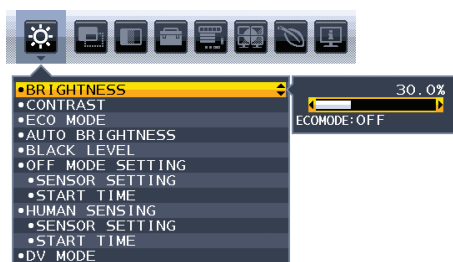 •BRIGHTNESS
•CONTRAST
•ECO MODE
•AUTO BRIGHTNESS
•BLACK LEVEL
•OFF MODE SETTING
•SENSOR SETTING
•START TIME
•HUMAN SENSING
•SENSOR SETTING
•START TIME
•DV MODE
30.0%
ECOMODE:OFF